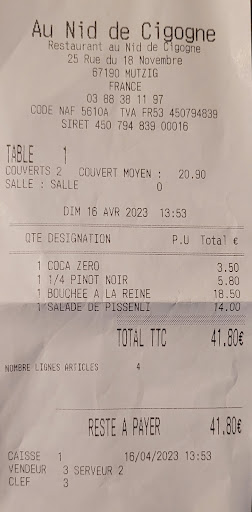 Au Nid de Cigogne
Restaurant au Nid de Cigogne
25 Rue du 18 Novembre
67190 MUTZIG
FRANCE
03 88 38 11 97
CODE NAF 5610A TVA FR53 450794839
SIRET 450 794 839 00016
TABLE 1
COUVERTS 2 COUVERT MOYEN : 20.90
SALLE : SALLE 0
DIM 16 AVR 2023 13:53
QTE DESIGNATION P.U Total €
1 COCA ZERO 3.50
1 1/4 PINOT NOIR 5.80
1 BOUCHEE A LA REINE 18.50
1 SALADE DE PISSENLI 14.00
TOTAL TTC 41.80€
NOMBRE LIGNES ARTICLES 4
RESTE A PAYER 41.80€
CAISSE 1 16/04/2023 13:53
VENDEUR 3 SERVEUR 2
CLEF 3